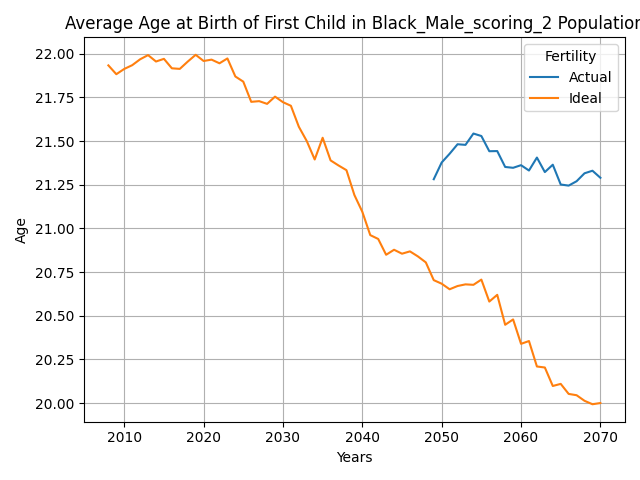 Average Age at Birth of First Child in Black_Male_scoring_2 Population
Fertility
Actual
Ideal
22.00
21.75
21.50
21.25
21.00
20.75
20.50
20.25
20.00
Age
2010 2020 2030 2040 2050 2060 2070
Years